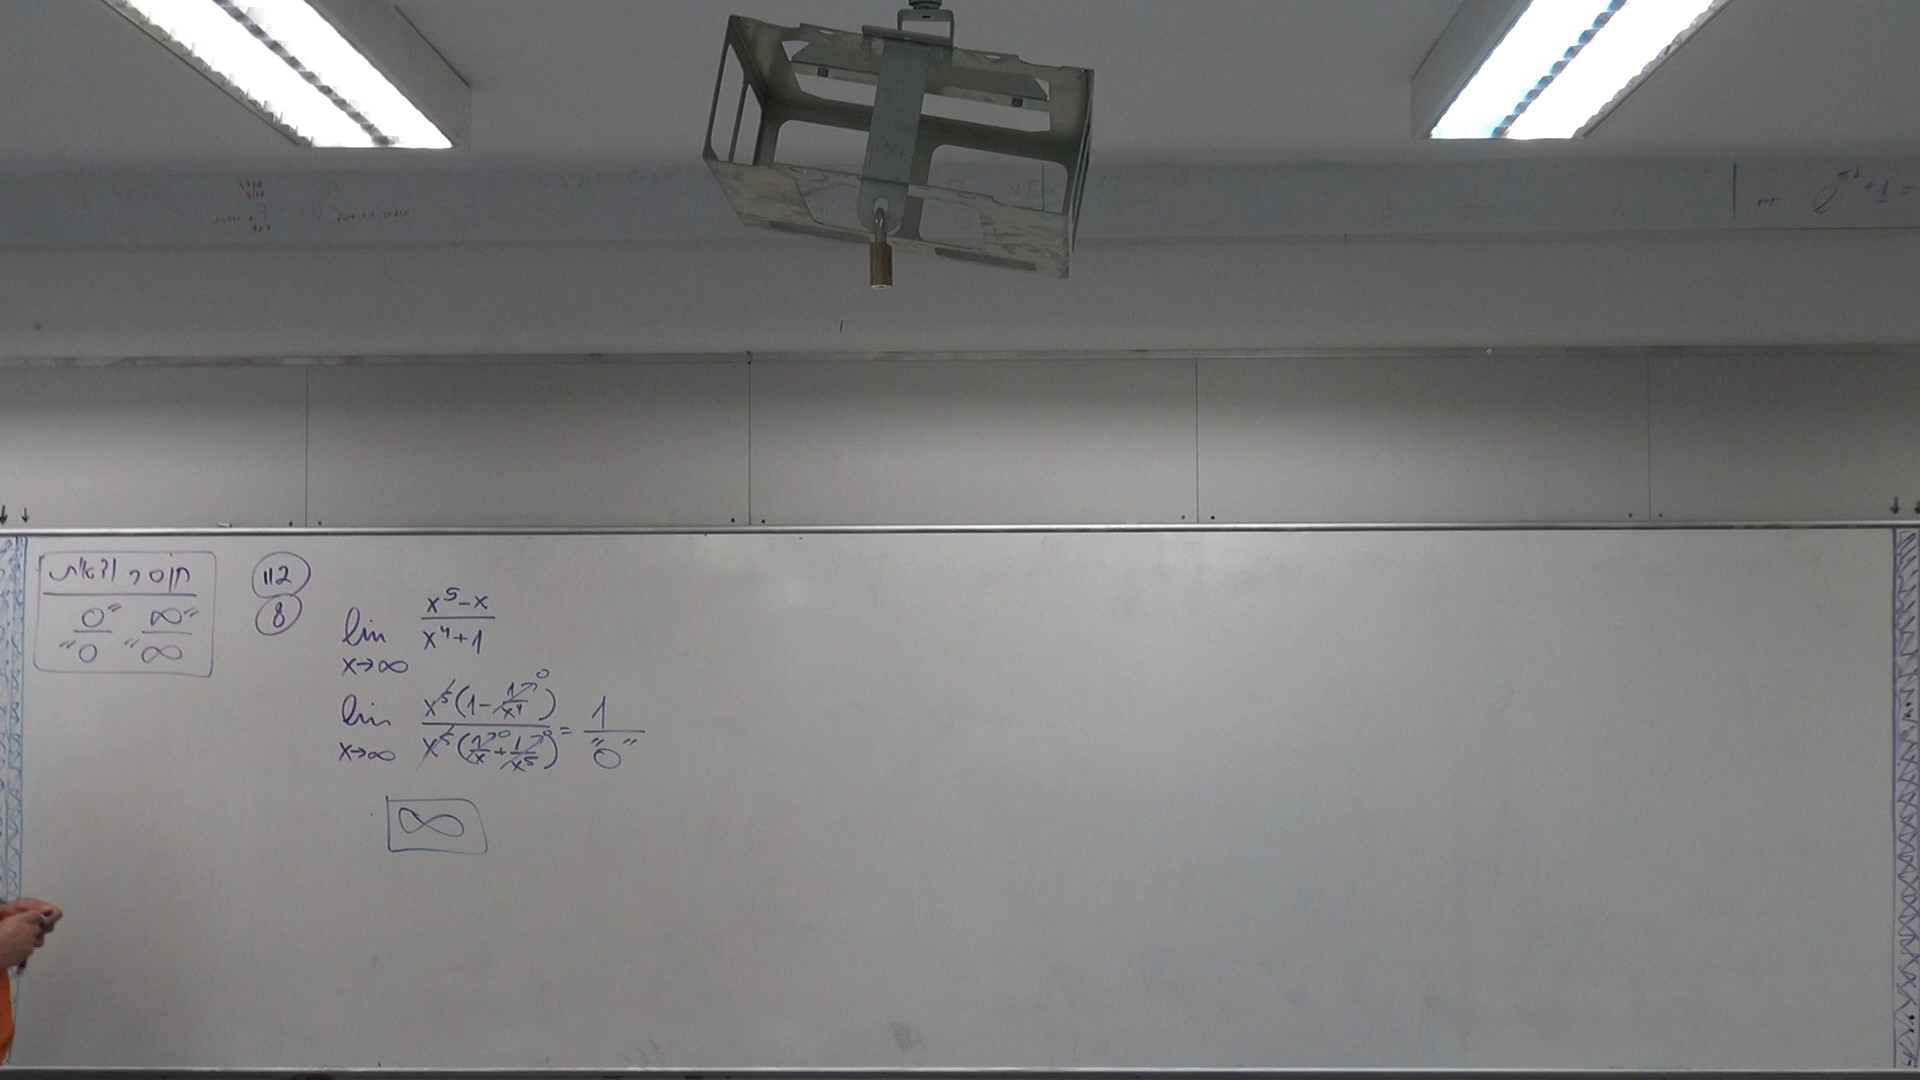 חוסר ודאות
"0"/"0" "∞"/"∞"
112
8
lim x→∞ (x⁵-x)/(x⁴+1)
lim x→∞ x⁵(1-1/x⁴)/x⁵(1/x+1/x⁵) = 1/"0"
∞